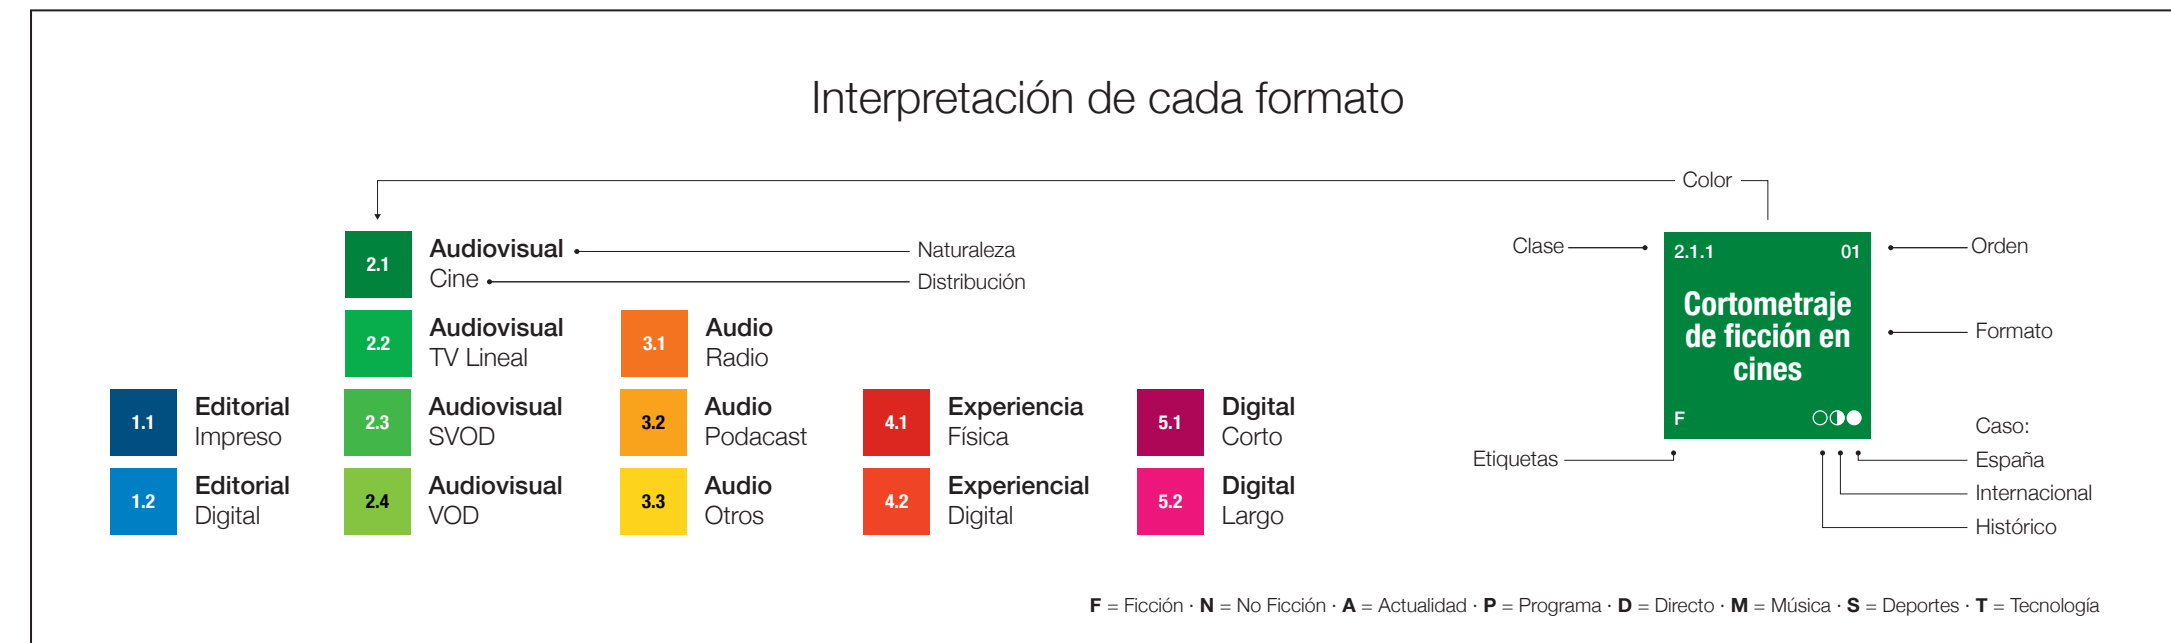 Interpretación de cada formato
Color
2.1
Audiovisual
Cine
Naturaleza
Distribución
2.2
Audiovisual
TV Lineal
3.1
Audio
Radio
1.1
Editorial
Impreso
2.3
Audiovisual
SVOD
3.2
Audio
Podacast
4.1
Experiencia
Física
5.1
Digital
Corto
1.2
Editorial
Digital
2.4
Audiovisual
VOD
3.3
Audio
Otros
4.2
Experiencial
Digital
5.2
Digital
Largo
Clase
2.1.1
01
Orden
Cortometraje
de ficción en
cines
Formato
F
Etiquetas
Caso:
España
Internacional
Histórico
F = Ficción · N = No Ficción · A = Actualidad · P = Programa · D = Directo · M = Música · S = Deportes · T = Tecnología